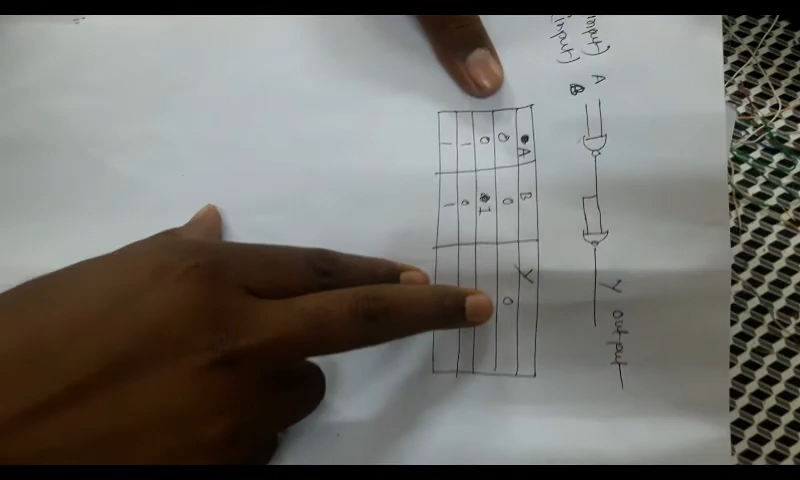 input) A
input) B
Y output
A B Y
0 0 0
0 1
1 0
1 1